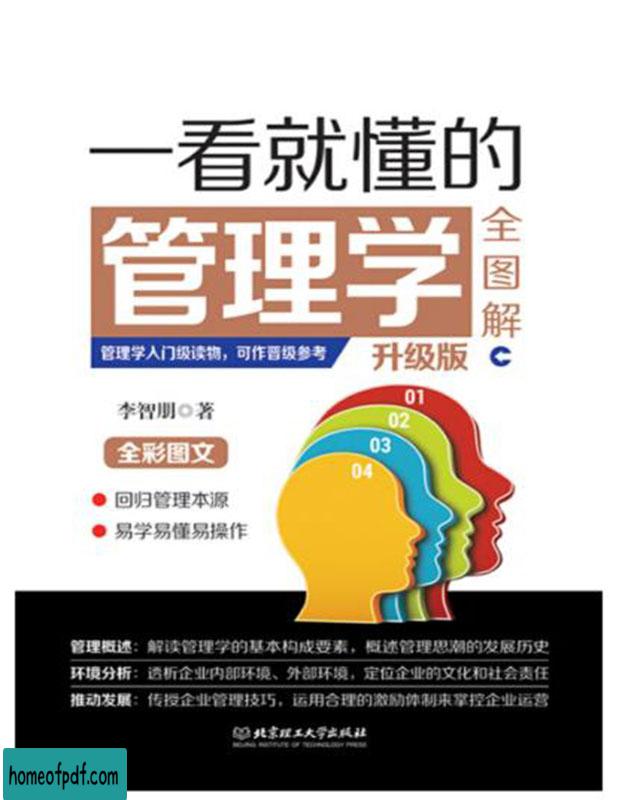 一看就懂的
管理学
全图解
管理学入门级读物，可作晋级参考
升级版
李智朋 著
全彩图文
回归管理本源
易学易懂易操作
01
02
03
04
管理概述：解读管理学的基本构成要素，概述管理思潮的发展历史
环境分析：透析企业内部环境、外部环境，定位企业的文化和社会责任
推动发展：传授企业管理技巧，运用合理的激励体制来掌控企业运营
北京理工大学出版社
BEIJING INSTITUTE OF TECHNOLOGY PRESS
homeofpdf.com